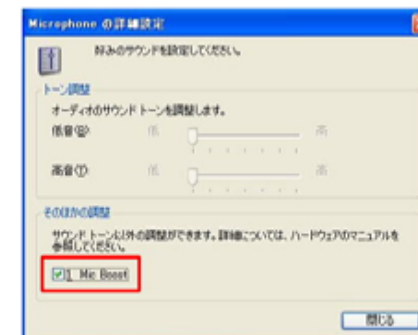 Microphone の詳細設定
好みのサウンドを設定してください。
トーン調整
オーディオのサウンド トーンを調整します。
低音(B) 低 高
高音(T) 低 高
そのほかの調整
サウンド トーン以外の調整ができます。詳細については、ハードウェアのマニュアルを
参照してください。
1 Mic Boost
閉じる